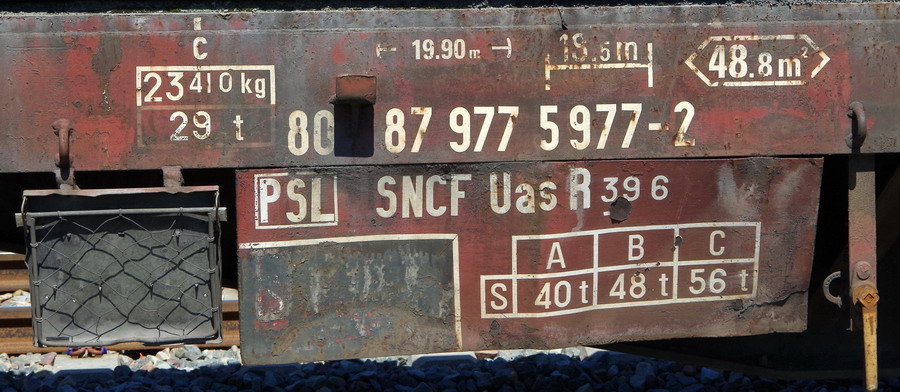 C
23410 kg
29 t
19.90 m
18.5 m
48.8 m²
80 87 977 5977-2
PSL SNCF Uas R 396
A B C
S 40 t 48 t 56 t